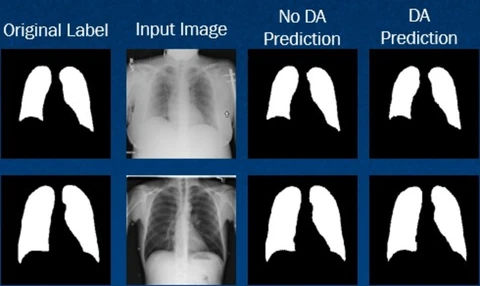 Original Label
Input Image
No DA
Prediction
DA
Prediction